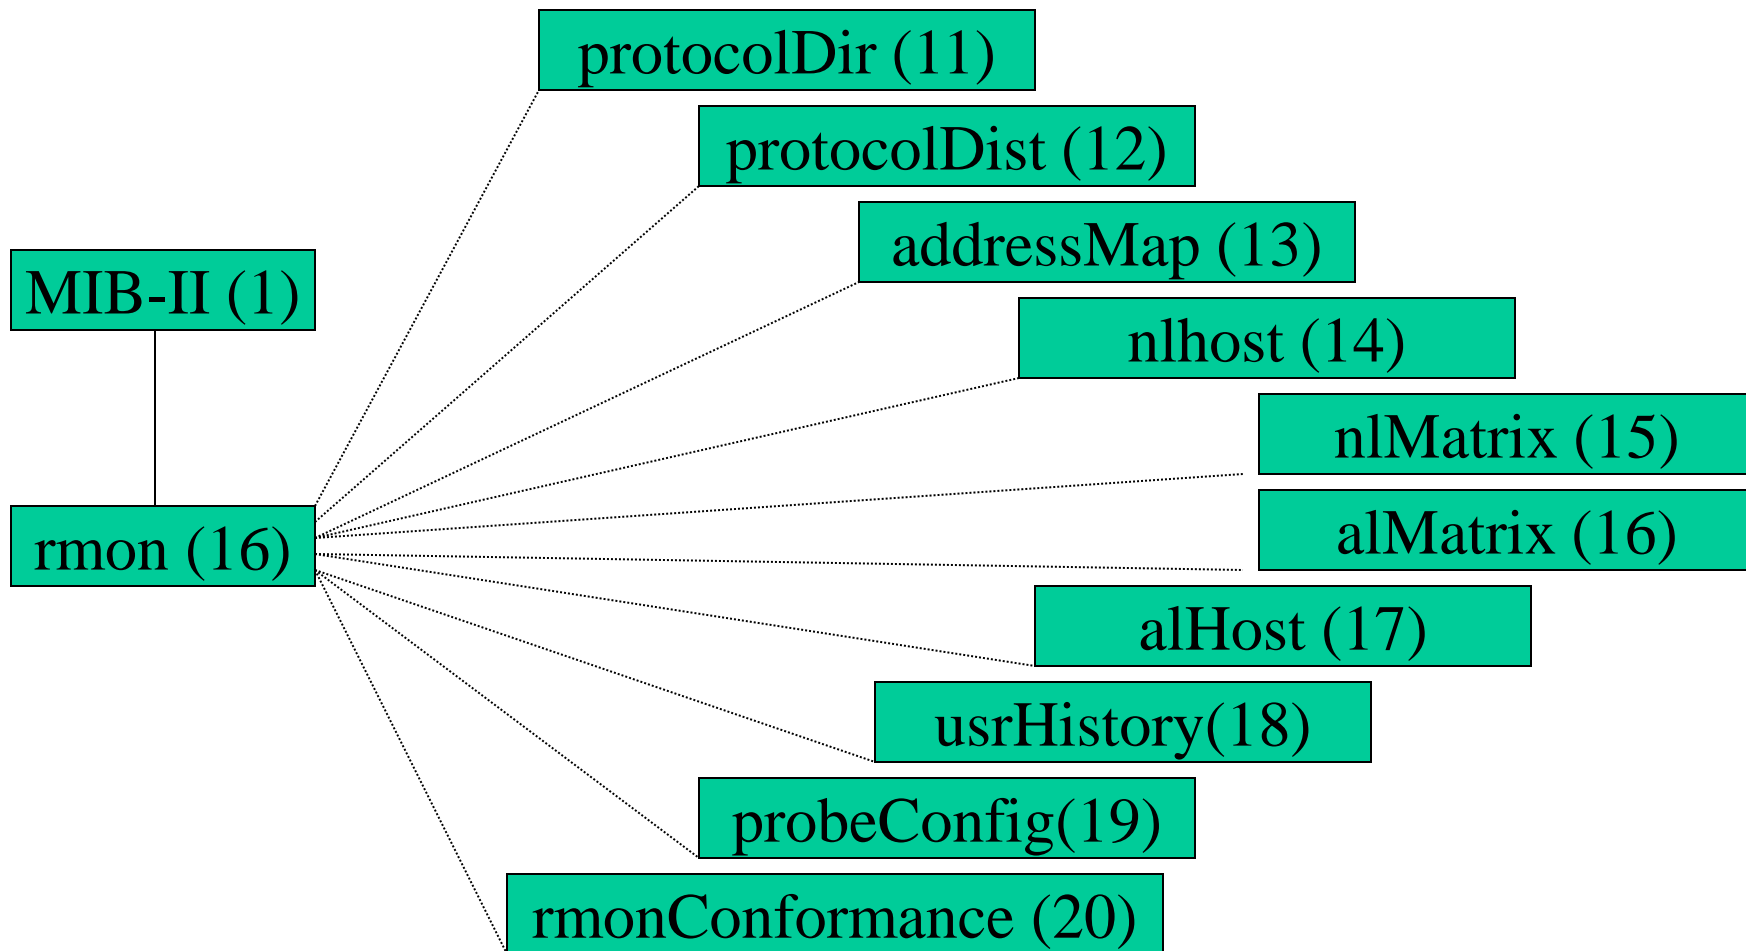 protocolDir (11)
protocolDist (12)
addressMap (13)
MIB-II (1)
nlhost (14)
nlMatrix (15)
rmon (16)
alMatrix (16)
alHost (17)
usrHistory(18)
probeConfig(19)
rmonConformance (20)